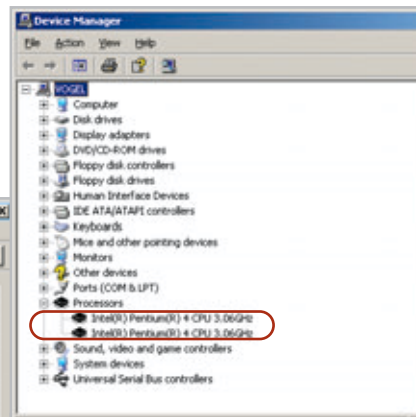 Device Manager
File Action View Help
VOGEL
Computer
Disk drives
Display adapters
DVD/CD-ROM drives
Floppy disk controllers
Floppy disk drives
Human Interface Devices
IDE ATA/ATAPI controllers
Keyboards
Mice and other pointing devices
Monitors
Other devices
Ports (COM & LPT)
Processors
Intel(R) Pentium(R) 4 CPU 3.06GHz
Intel(R) Pentium(R) 4 CPU 3.06GHz
Sound, video and game controllers
System devices
Universal Serial Bus controllers